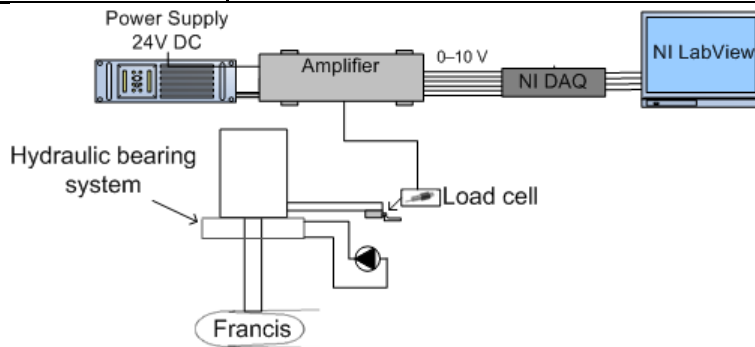 Power Supply
24V DC
Amplifier
0–10 V
NI DAQ
NI LabView
Hydraulic bearing
system
Load cell
Francis